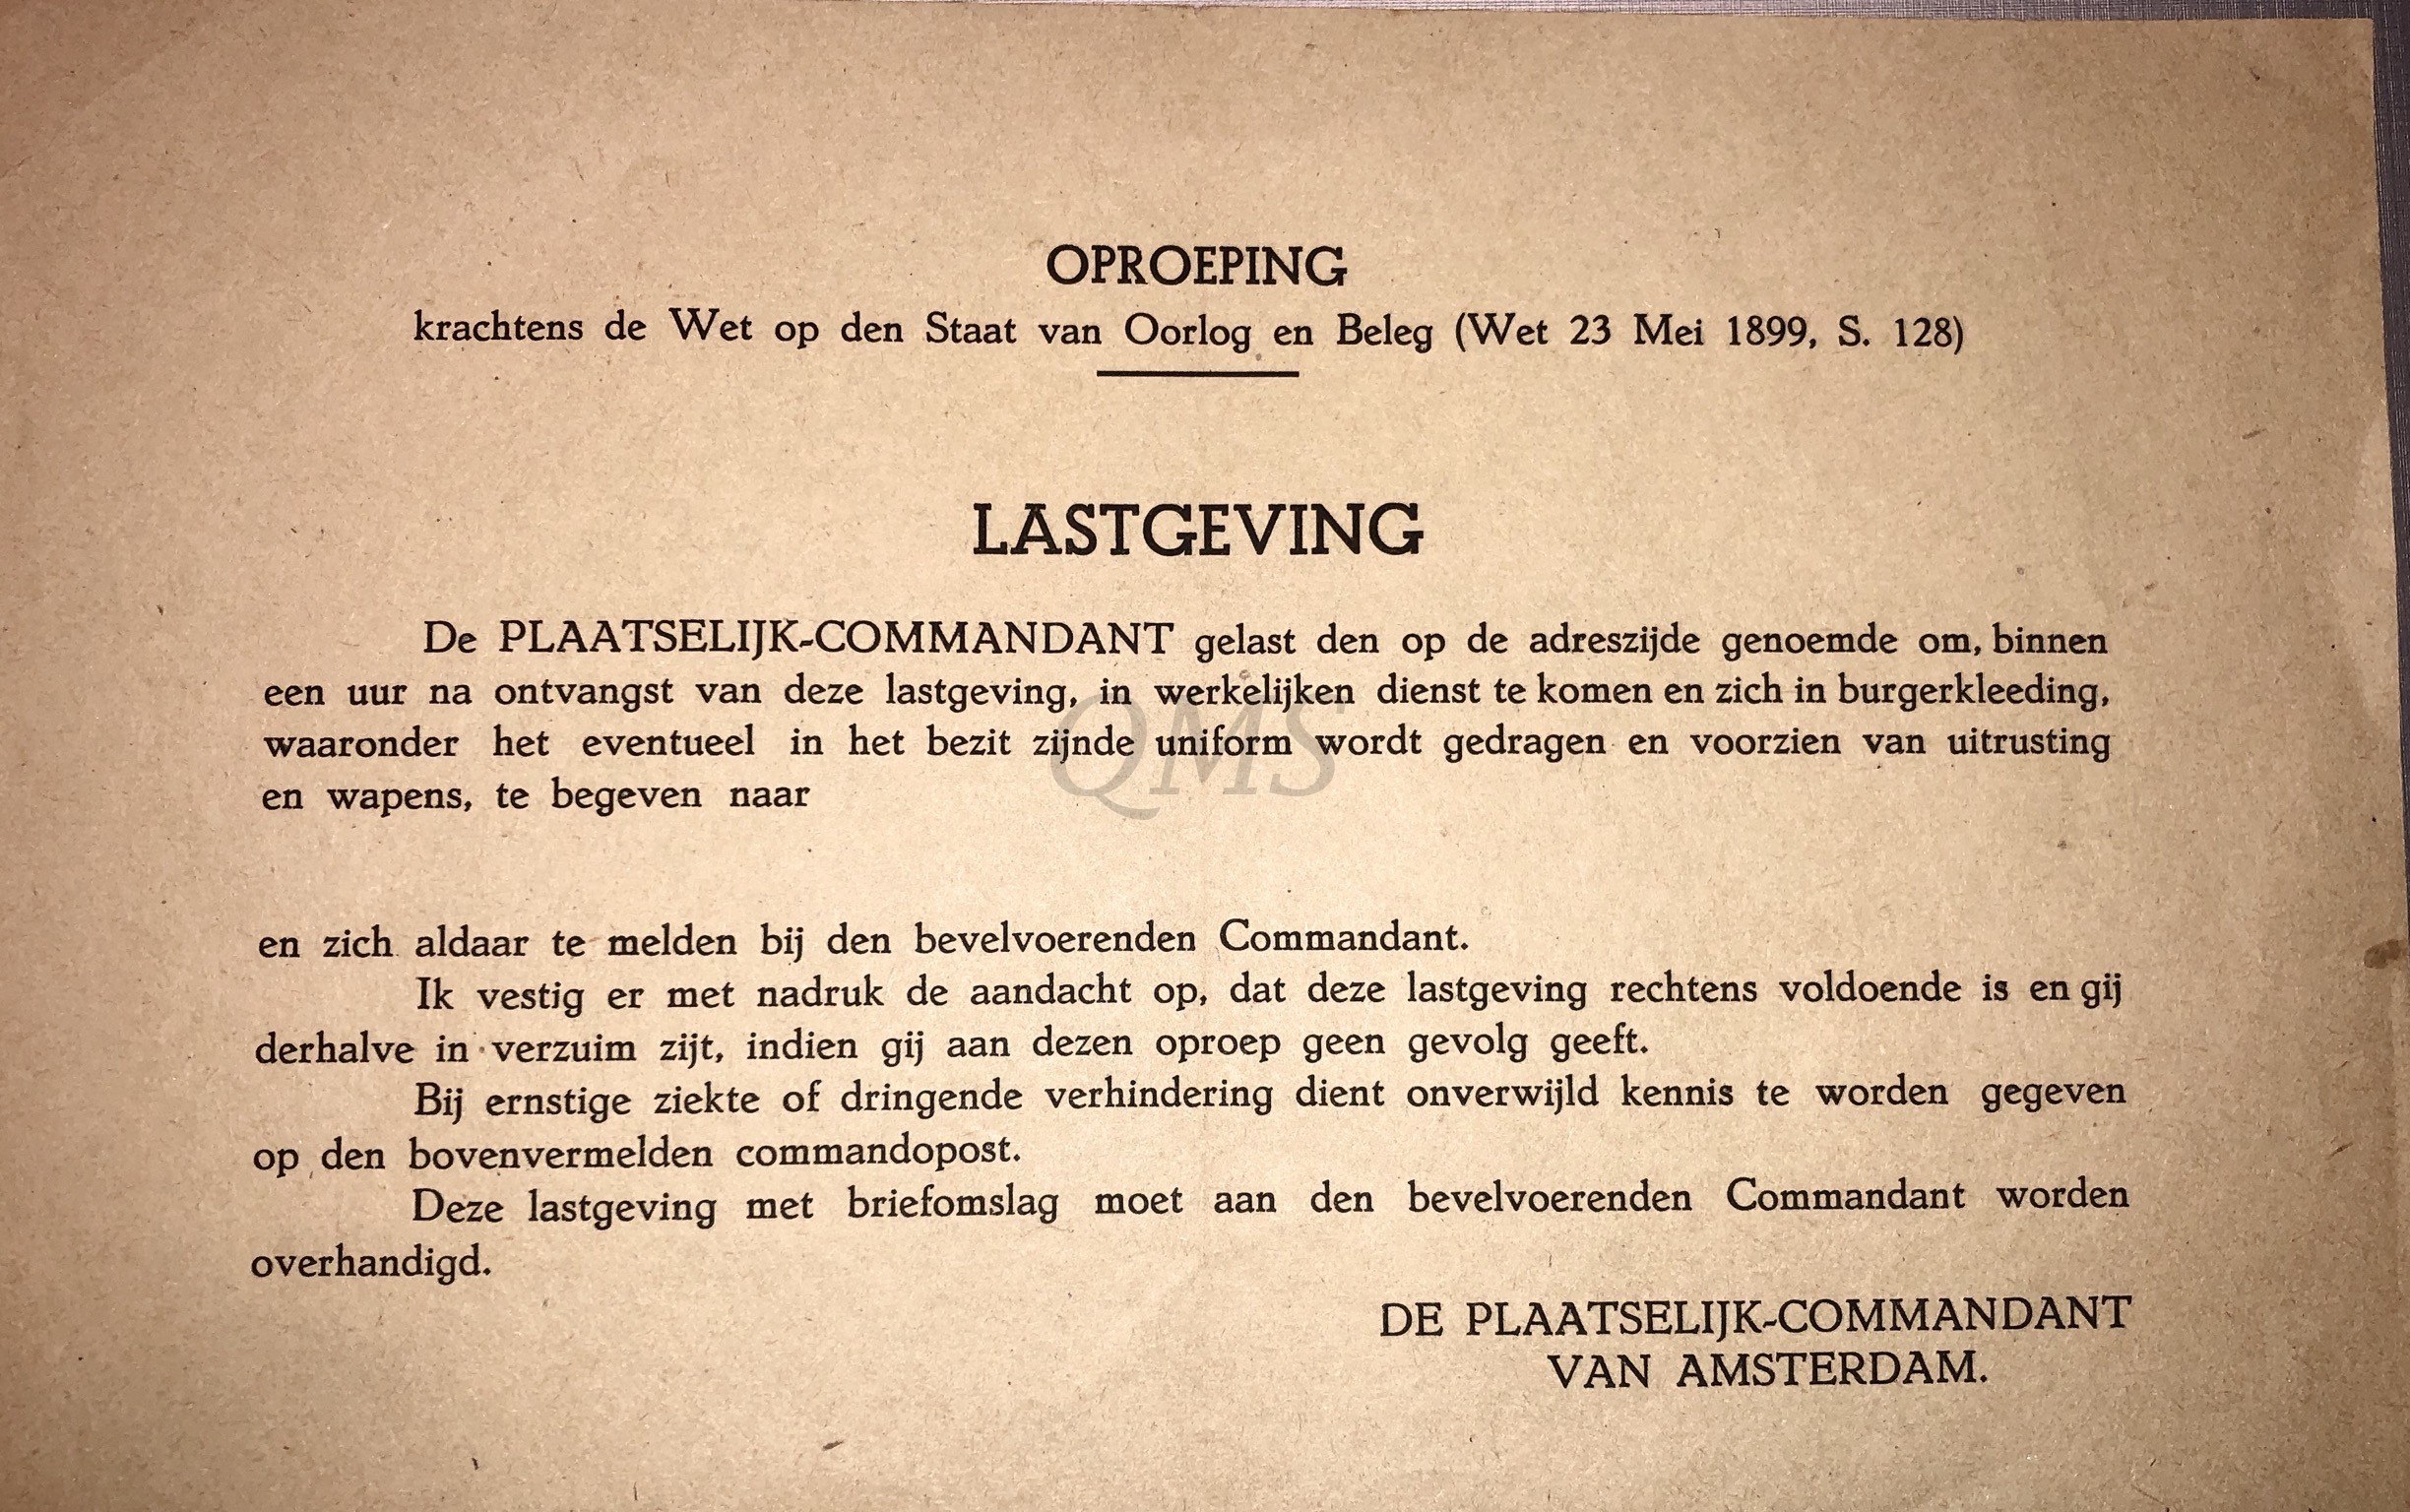 OPROEPING
krachtens de Wet op den Staat van Oorlog en Beleg (Wet 23 Mei 1899, S. 128)
LASTGEVING
De PLAATSELIJK-COMMANDANT gelast den op de adreszijde genoemde om, binnen
een uur na ontvangst van deze lastgeving, in werkelijken dienst te komen en zich in burgerkleeding,
waaronder het eventueel in het bezit zijnde uniform wordt gedragen en voorzien van uitrusting
en wapens, te begeven naar
QMS
en zich aldaar te melden bij den bevelvoerenden Commandant.
Ik vestig er met nadruk de aandacht op, dat deze lastgeving rechtens voldoende is en gij
derhalve in verzuim zijt, indien gij aan dezen oproep geen gevolg geeft.
Bij ernstige ziekte of dringende verhindering dient onverwijld kennis te worden gegeven
op den bovenvermelden commandopost.
Deze lastgeving met briefomslag moet aan den bevelvoerenden Commandant worden
overhandigd.
DE PLAATSELIJK-COMMANDANT
VAN AMSTERDAM.